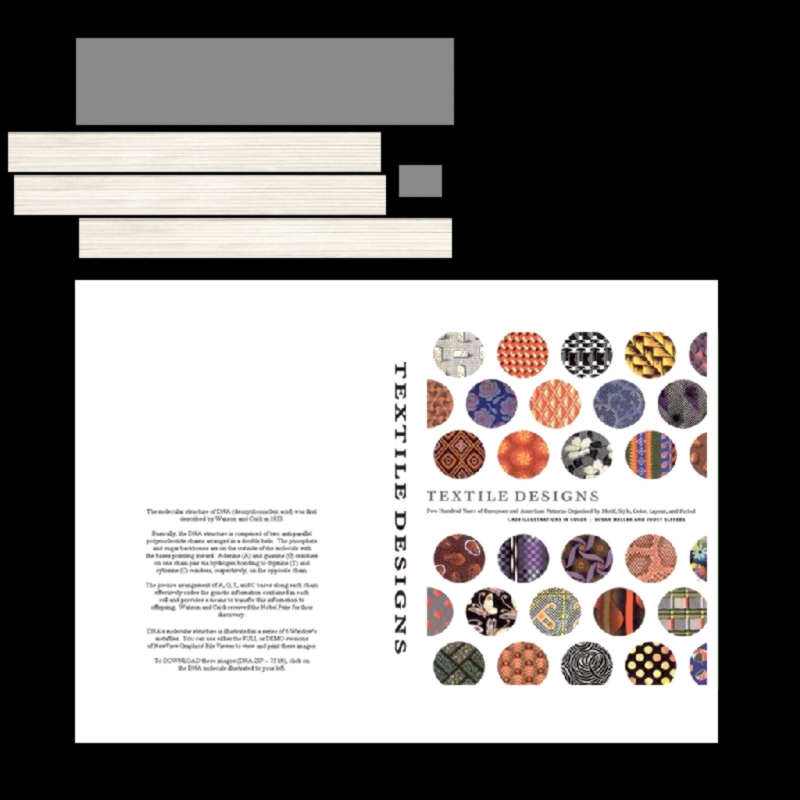 The molecular structure of DNA (deoxyribonucleic acid) was first
described by Watson and Crick in 1953.
Basically, the DNA structure is comprised of two anti-parallel
polynucleotide chains arranged in a double helix. The phosphate
and sugar backbones are on the outside of the molecule with
the bases pointing inward. Adenine (A) and guanine (G) residues
on one chain pair via hydrogen bonding to thymine (T) and
cytosine (C) residues, respectively, on the opposite chain.
The precise arrangement of A, G, T, and C bases along each chain
effectively codes the genetic information contained in each
cell and provides a means to transfer this information to
offspring. Watson and Crick received the Nobel Prize for their
discovery.
DNA's molecular structure is illustrated in a series of 6 Window's
metafiles. You can use either the FULL or DEMO versions
of NewView Graphics' File Viewer to view and print these images.
To DOWNLOAD these images (DNA.ZIP - 72kB), click on
the DNA molecule illustrated to your left.
TEXTILE DESIGNS
TEXTILE DESIGNS
Two Hundred Years of European and American Patterns Organized by Motif, Style, Color, Layout, and Period
ILLUSTRATIONS IN COLOR | SUSAN MELLER AND JOOST ELFFERS